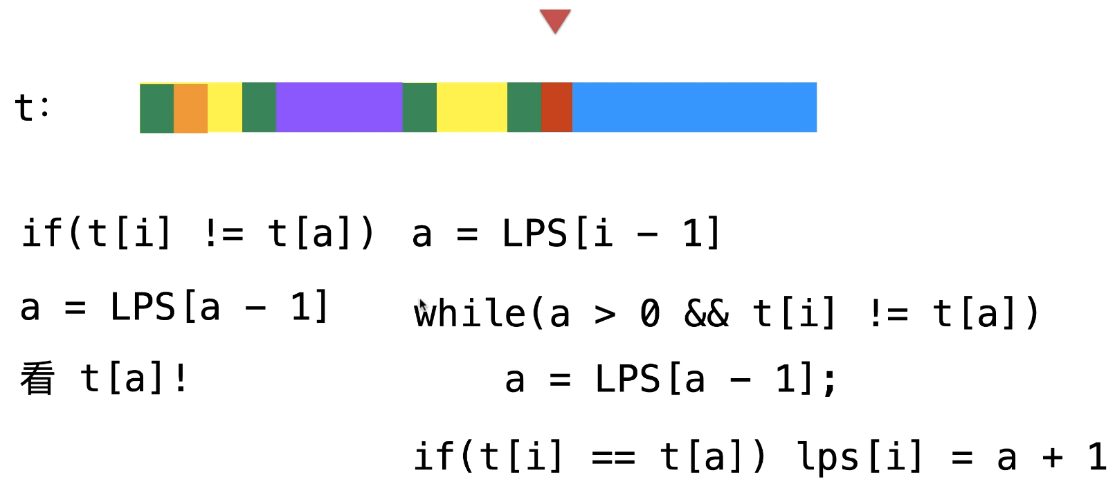 t:
if(t[i] != t[a])
a = LPS[a - 1]
看 t[a]!
a = LPS[i - 1]
while(a > 0 && t[i] != t[a])
a = LPS[a - 1];
if(t[i] == t[a]) lps[i] = a + 1